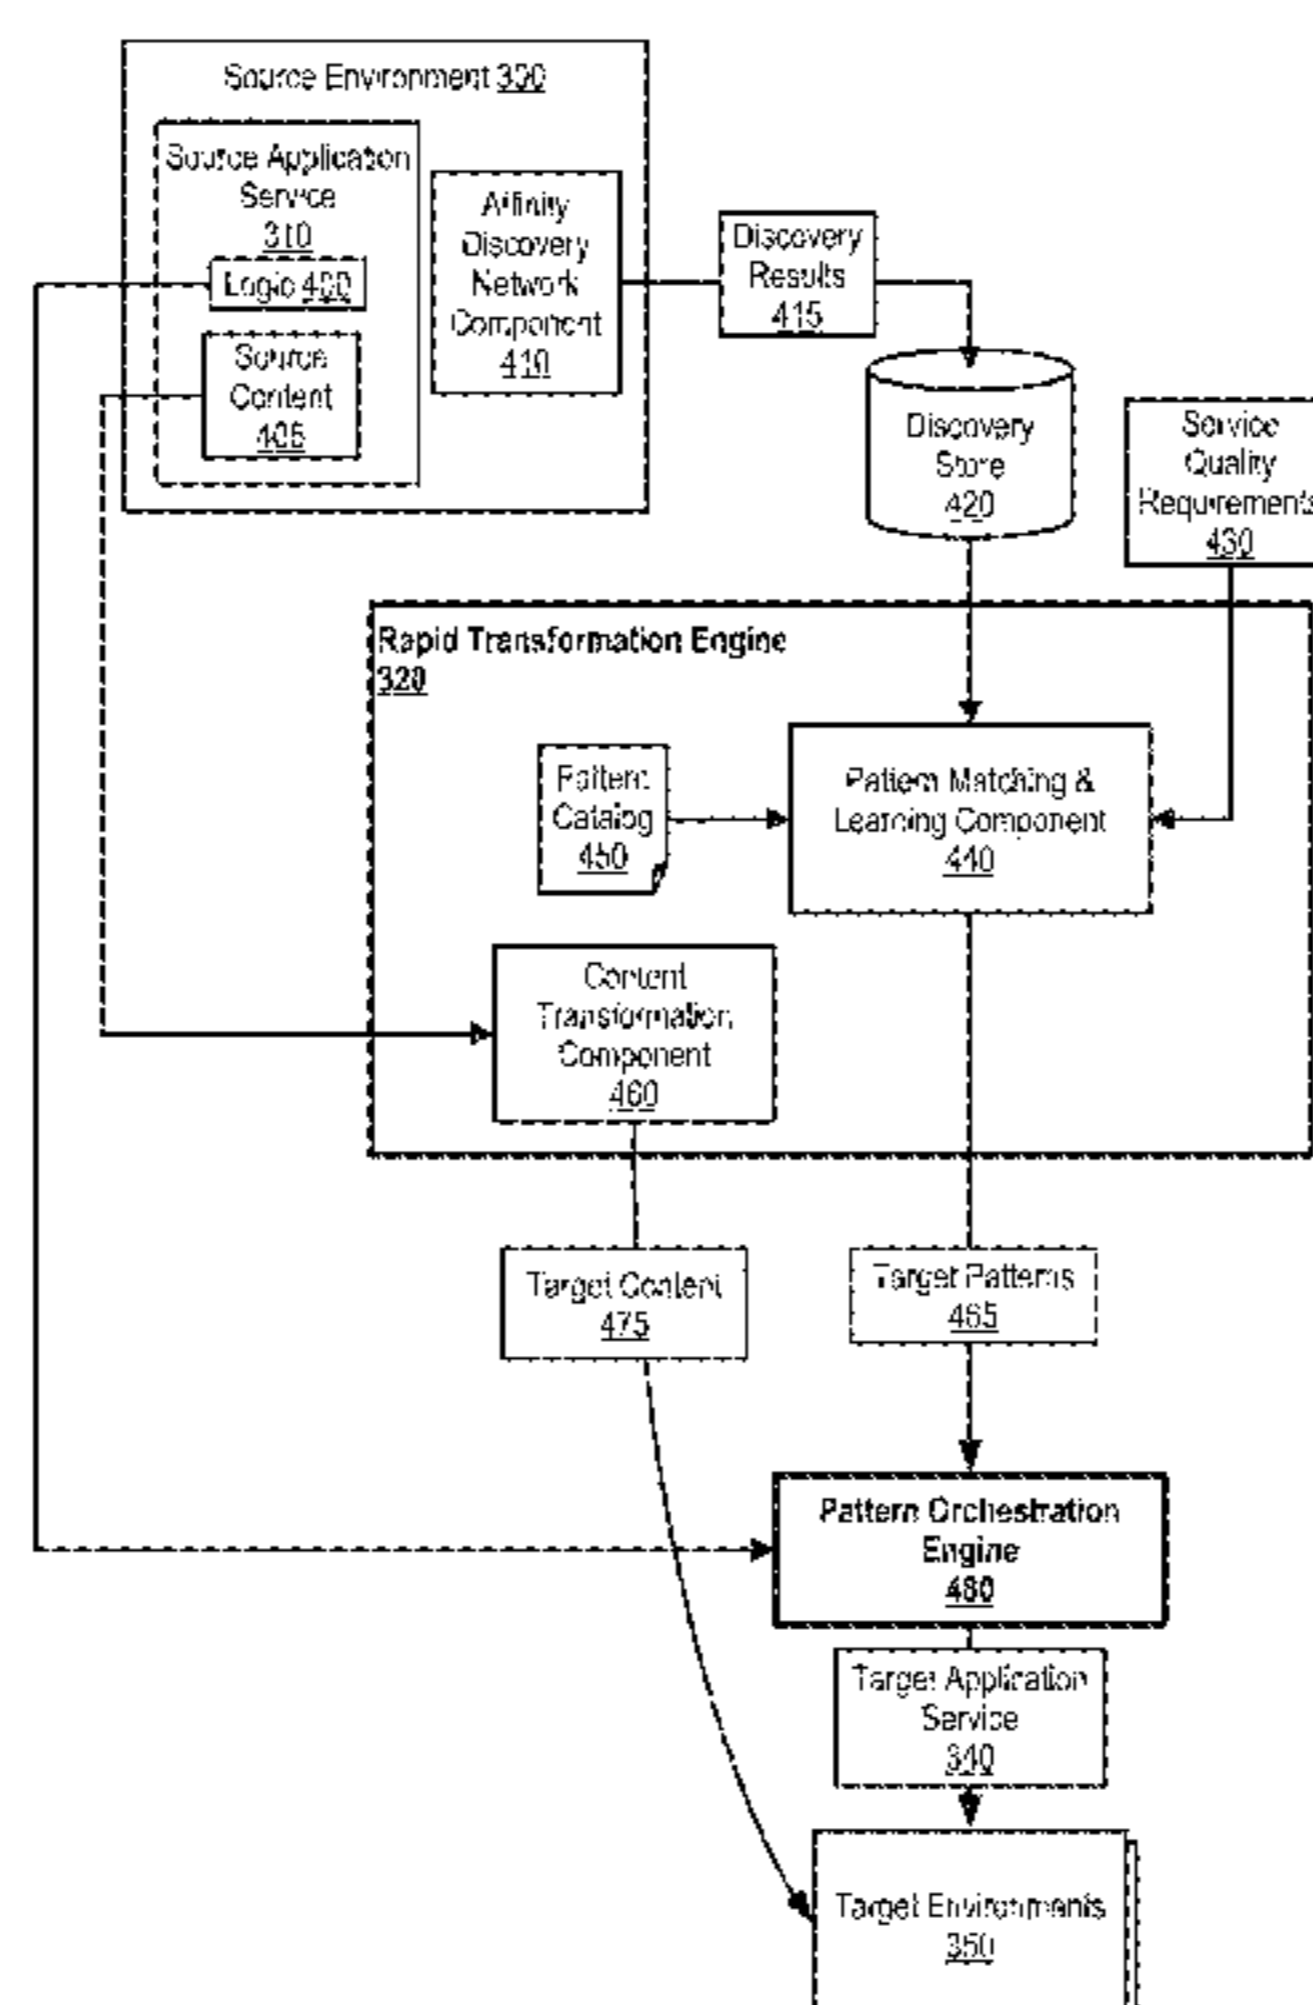 Source Environment 300
Source Application
Service
310
Logic 400
Source
Content
405
Affinity
Discovery
Network
Component
410
Discovery
Results
415
Discovery
Store
420
Service
Quality
Requirements
430
Rapid Transformation Engine
320
Pattern
Catalog
450
Pattern Matching &
Learning Component
440
Content
Transformation
Component
460
Target Content
475
Target Patterns
465
Pattern Orchestration
Engine
480
Target Application
Service
340
Target Environments
350